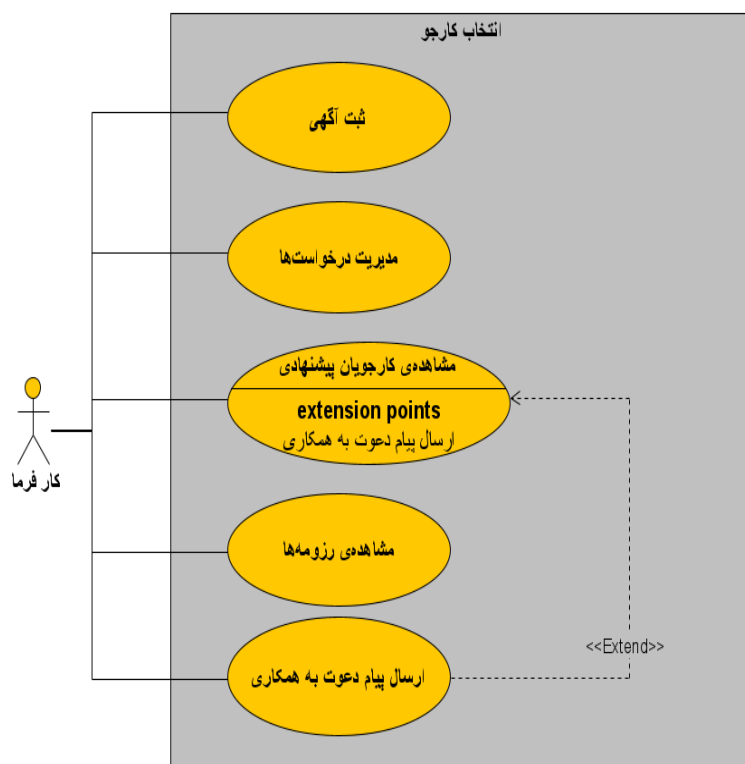 انتخاب کارجو
ثبت آگهی
مدیریت درخواست‌ها
مشاهده‌ی کارجویان پیشنهادی
extension points
ارسال پیام دعوت به همکاری
کار فرما
مشاهده‌ی رزومه‌ها
<<Extend>>
ارسال پیام دعوت به همکاری